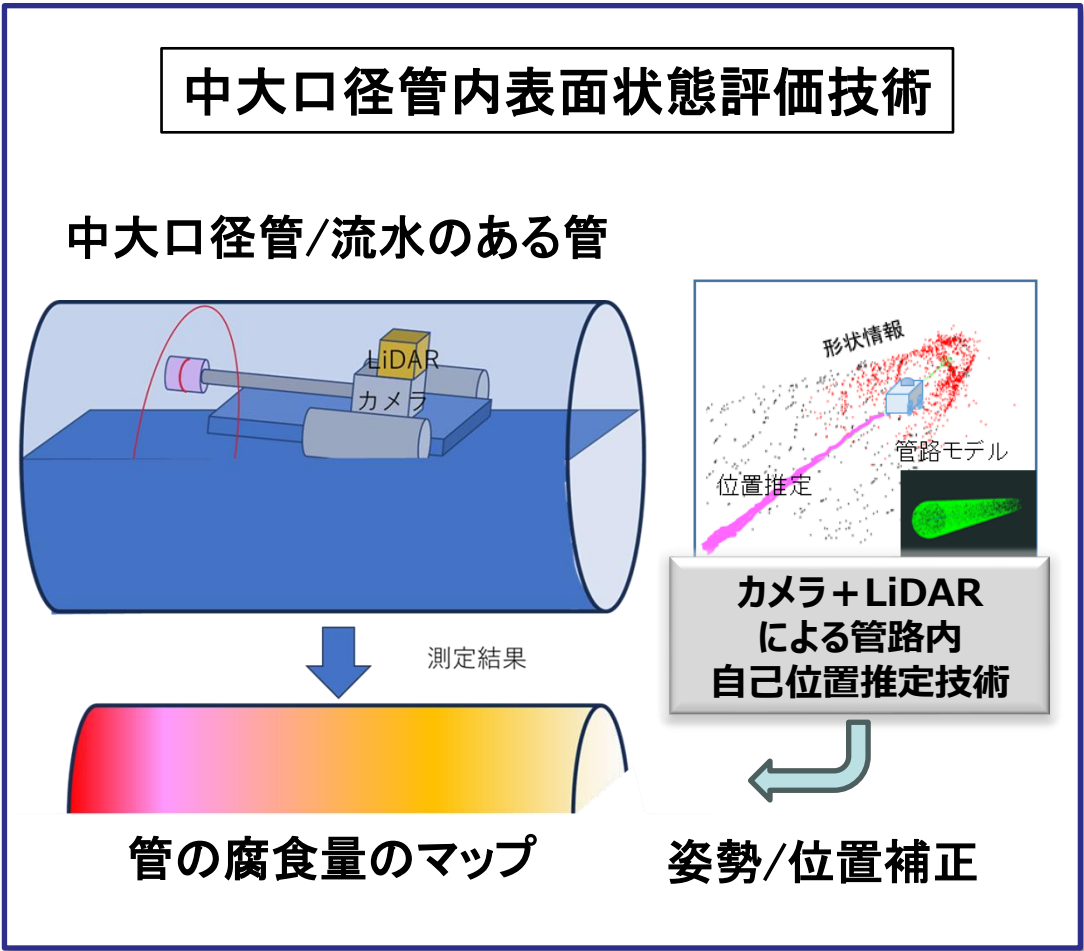 中大口径管内表面状態評価技術
中大口径管/流水のある管
LiDAR
カメラ
形状情報
管路モデル
位置推定
カメラ＋LiDAR
による管路内
自己位置推定技術
測定結果
管の腐食量のマップ
姿勢/位置補正